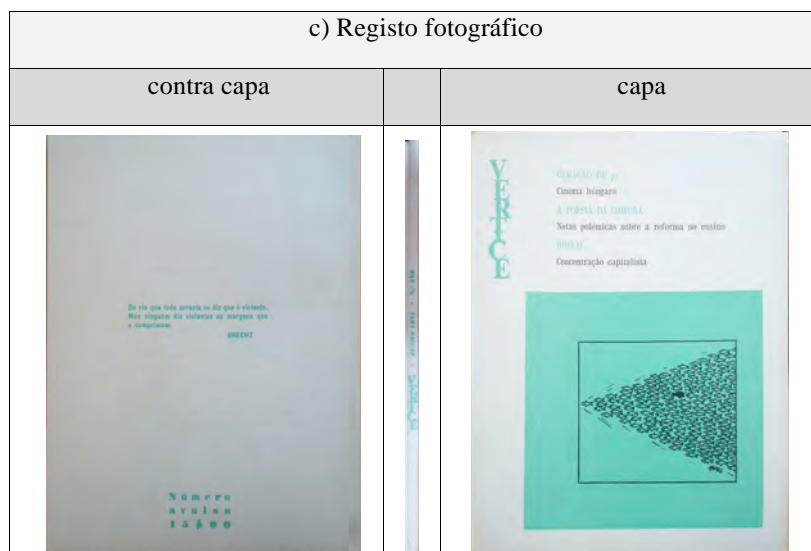 c) Registo fotográfico
contra capa
capa
Do rio que tudo arrasta se diz que é violento.
Mas ninguém diz violentas as margens que
o comprimem.
BRECHT
Número
avulso
15$00
VÉRTICE
VÉRTICE
Cinema húngaro
A POESIA DA
Notas polémicas sobre a reforma no ensino
Concentração capitalista